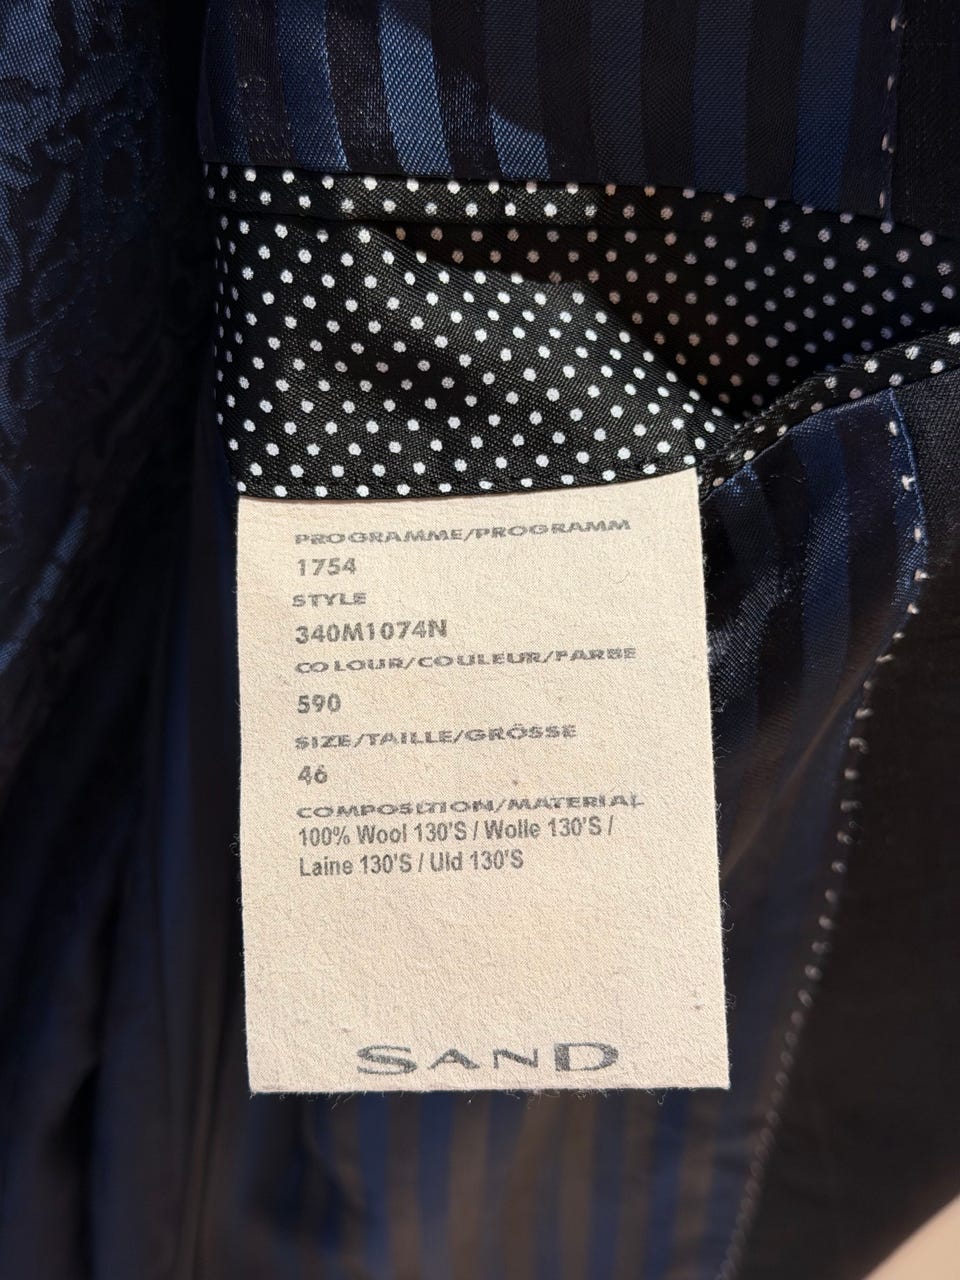 PROGRAMME/PROGRAMM
1754
STYLE
340M1074N
COLOUR/COULEUR/FARBE
590
SIZE/TAILLE/GRÖSSE
46
COMPOSITION/MATERIAL
100% Wool 130'S / Wolle 130'S /
Laine 130'S / Uld 130'S
SAND